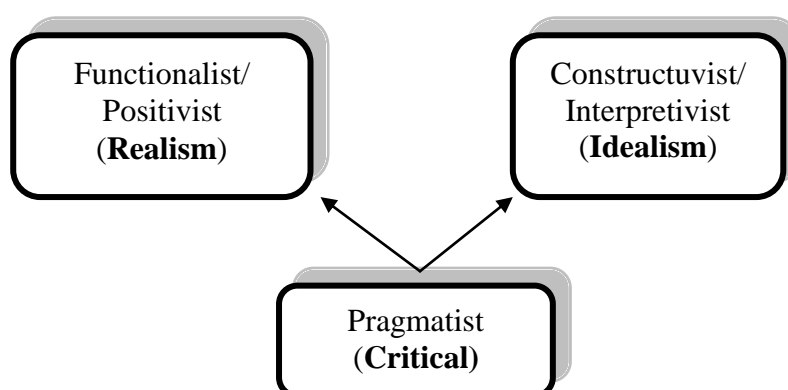 Functionalist/
Positivist
(Realism)
Constructuvist/
Interpretivist
(Idealism)
Pragmatist
(Critical)